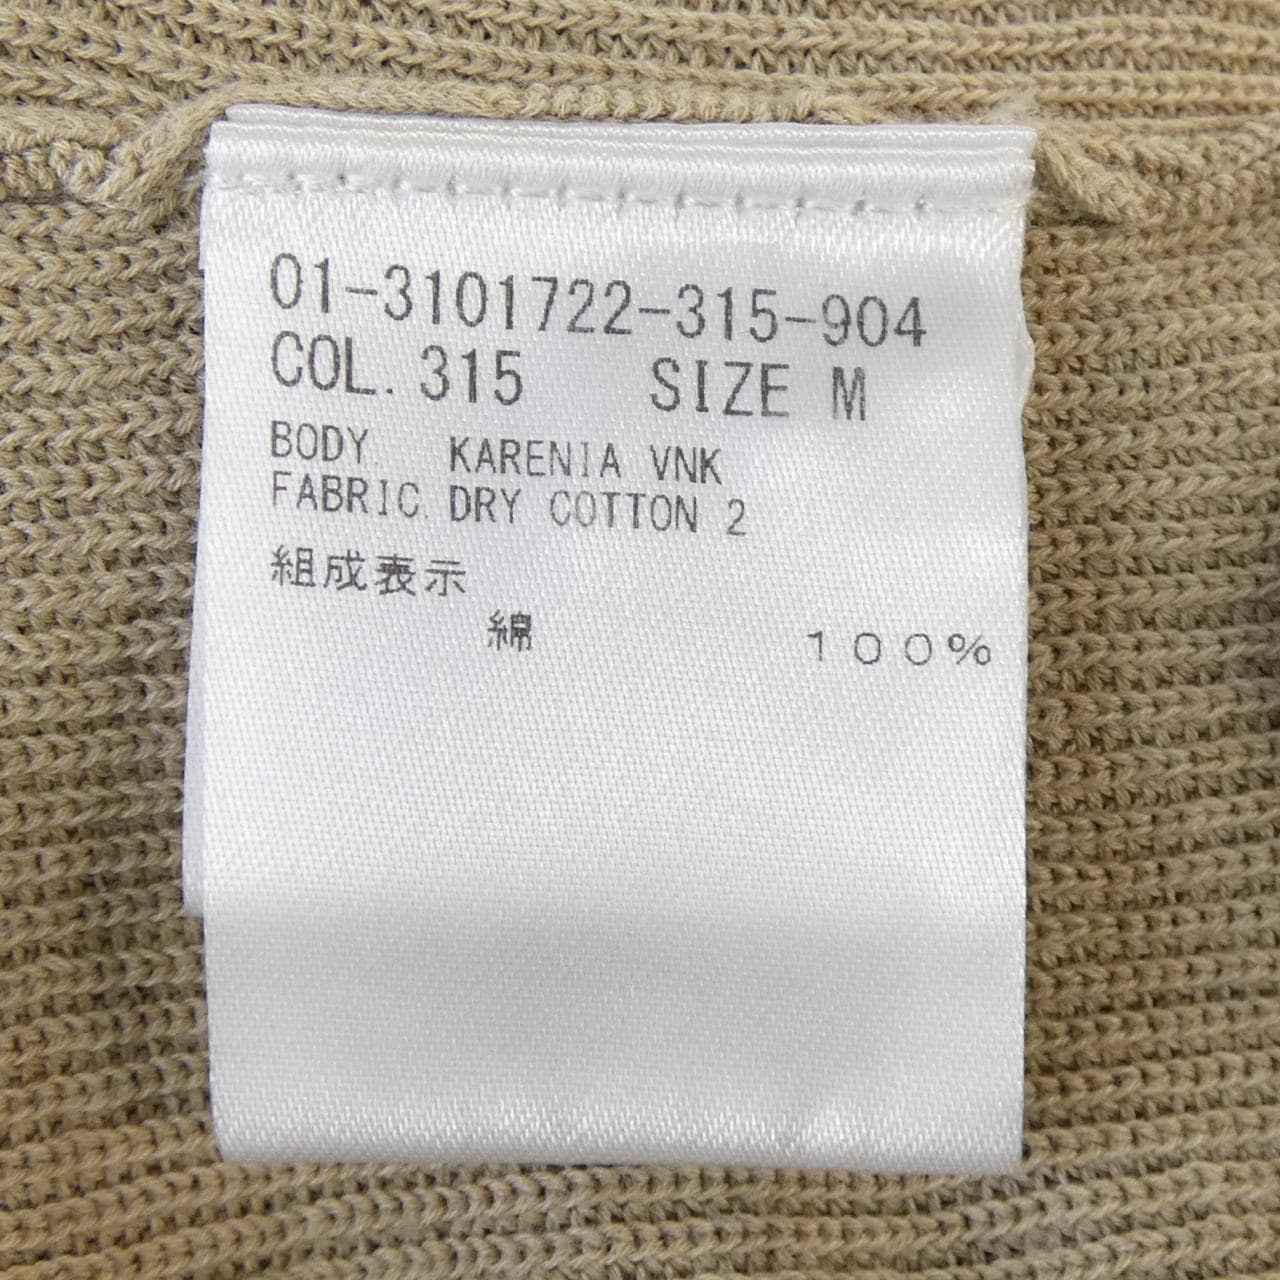 01-3101722-315-904
COL. 315 SIZE M
BODY. KARENIA VNK
FABRIC. DRY COTTON 2
組成表示
綿 100%